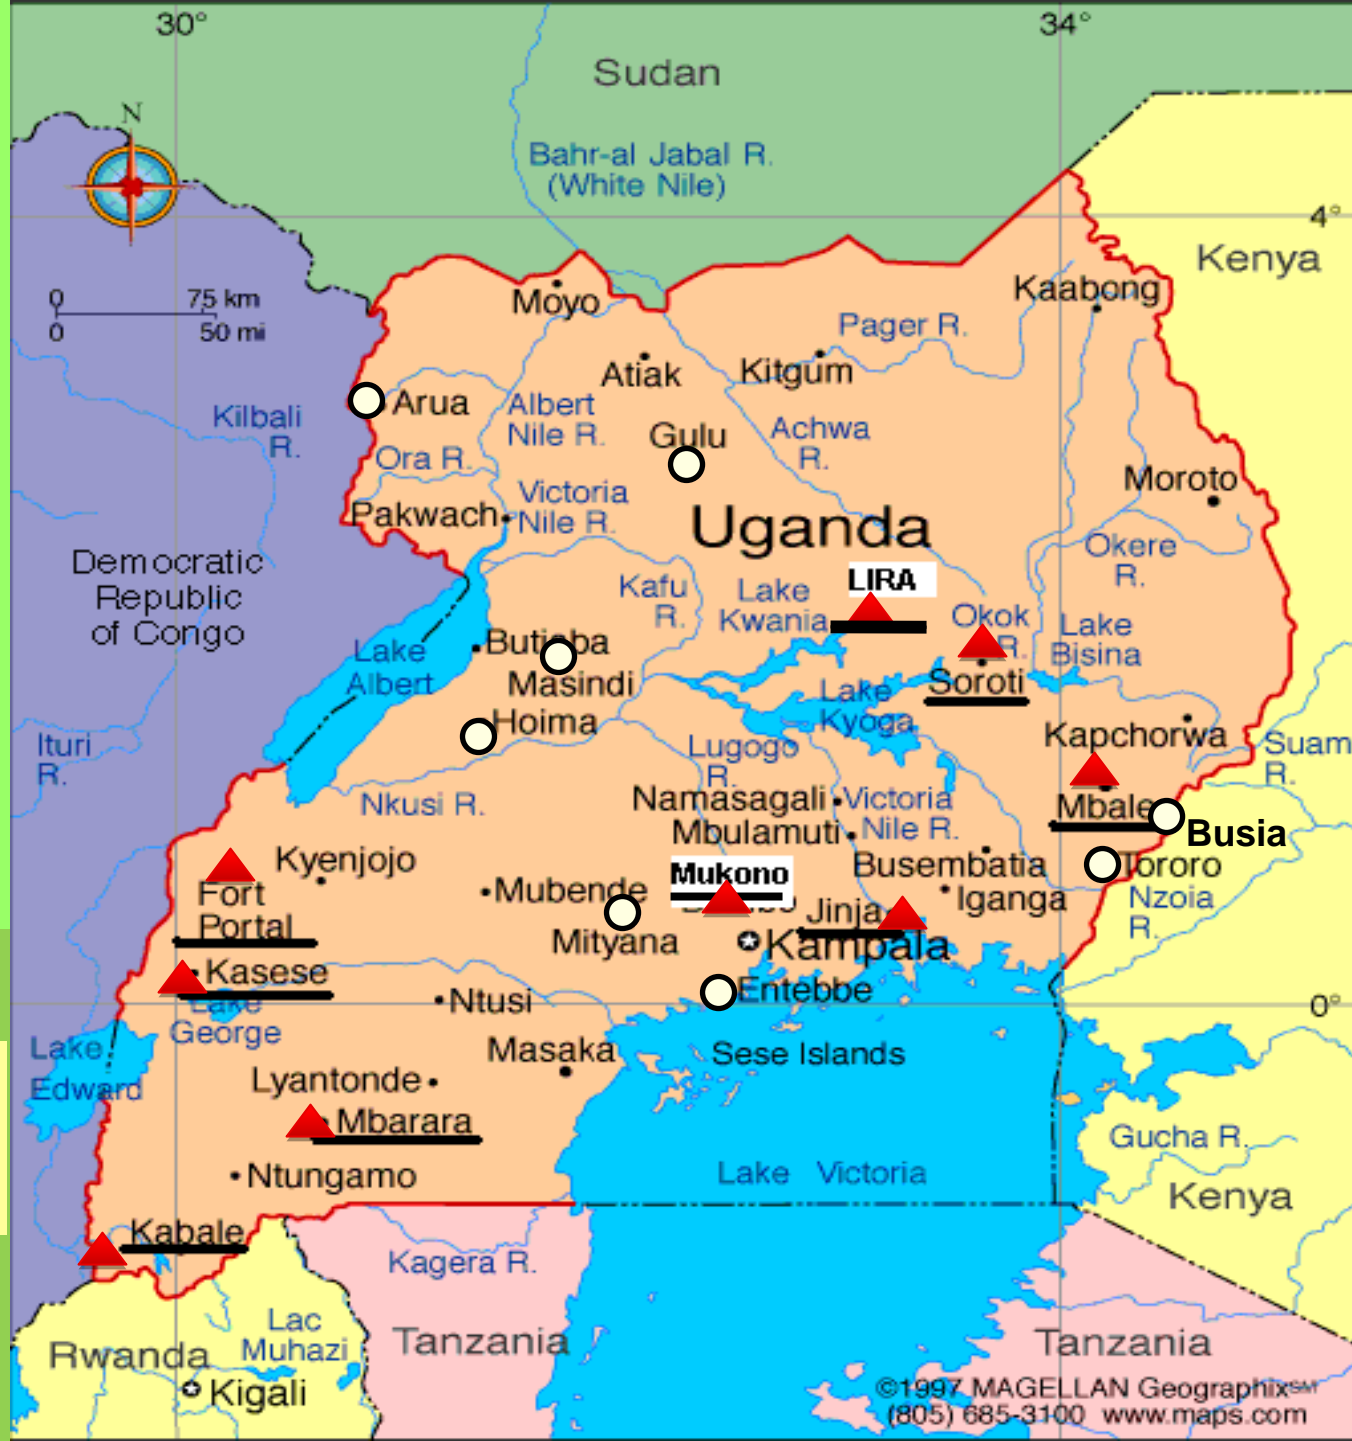 30°
34°
Sudan
N
Bahr-al Jabal R.
(White Nile)
4°
Kenya
0
75 km
0
50 mi
Moyo
Kaabong
Pager R.
Atiak
Kitgum
Arua
Albert
Nile R.
Kilbali
R.
Gulu
Achwa
R.
Ora R.
Moroto
Pakwach
Victoria
Nile R.
Uganda
Okere
R.
Democratic
Republic
of Congo
LIRA
Kafu
R.
Lake
Kwania
Okok
R.
Lake
Bisina
Butiaba
Lake
Albert
Masindi
Soroti
Lake
Kyoga
Hoima
Kapchorwa
Ituri
R.
Lugogo
R.
Suam
R.
Nkusi R.
Namasagali
Victoria
Nile R.
Mbale
Mbulamuti
Busia
Kyenjojo
Busembatia
Tororo
Fort
Portal
Mubende
Mukono
Iganga
Nzoia
R.
Jinja
Mityana
Kampala
Kasese
Lake
George
Ntusi
Entebbe
0°
Lake
Edward
Masaka
Sese Islands
Lyantonde
Mbarara
Gucha R.
Ntungamo
Lake Victoria
Kenya
Kabale
Kagera R.
Lac
Muhazi
Rwanda
Tanzania
Tanzania
Kigali
©1997 MAGELLAN Geographix℠
(805) 685-3100 www.maps.com